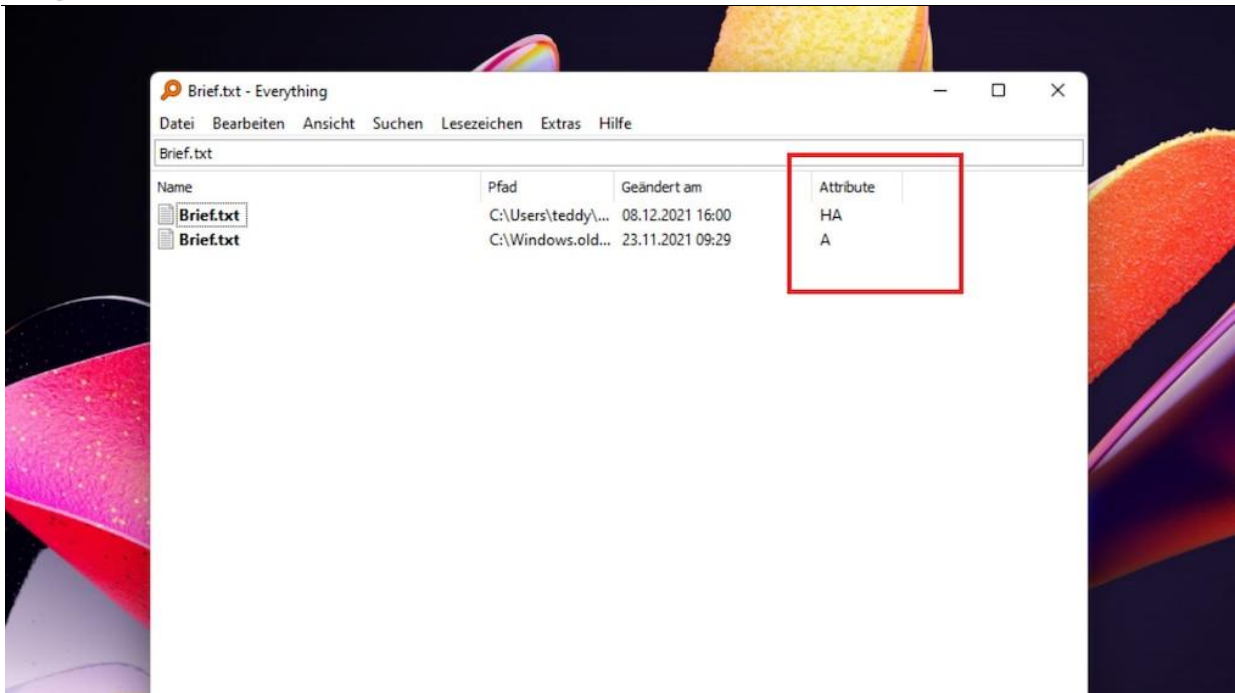 Brief.txt - Everything
Datei Bearbeiten Ansicht Suchen Lesezeichen Extras Hilfe
Brief.txt
Name Pfad Geändert am Attribute
Brief.txt C:\Users\teddy\... 08.12.2021 16:00 HA
Brief.txt C:\Windows.old... 23.11.2021 09:29 A